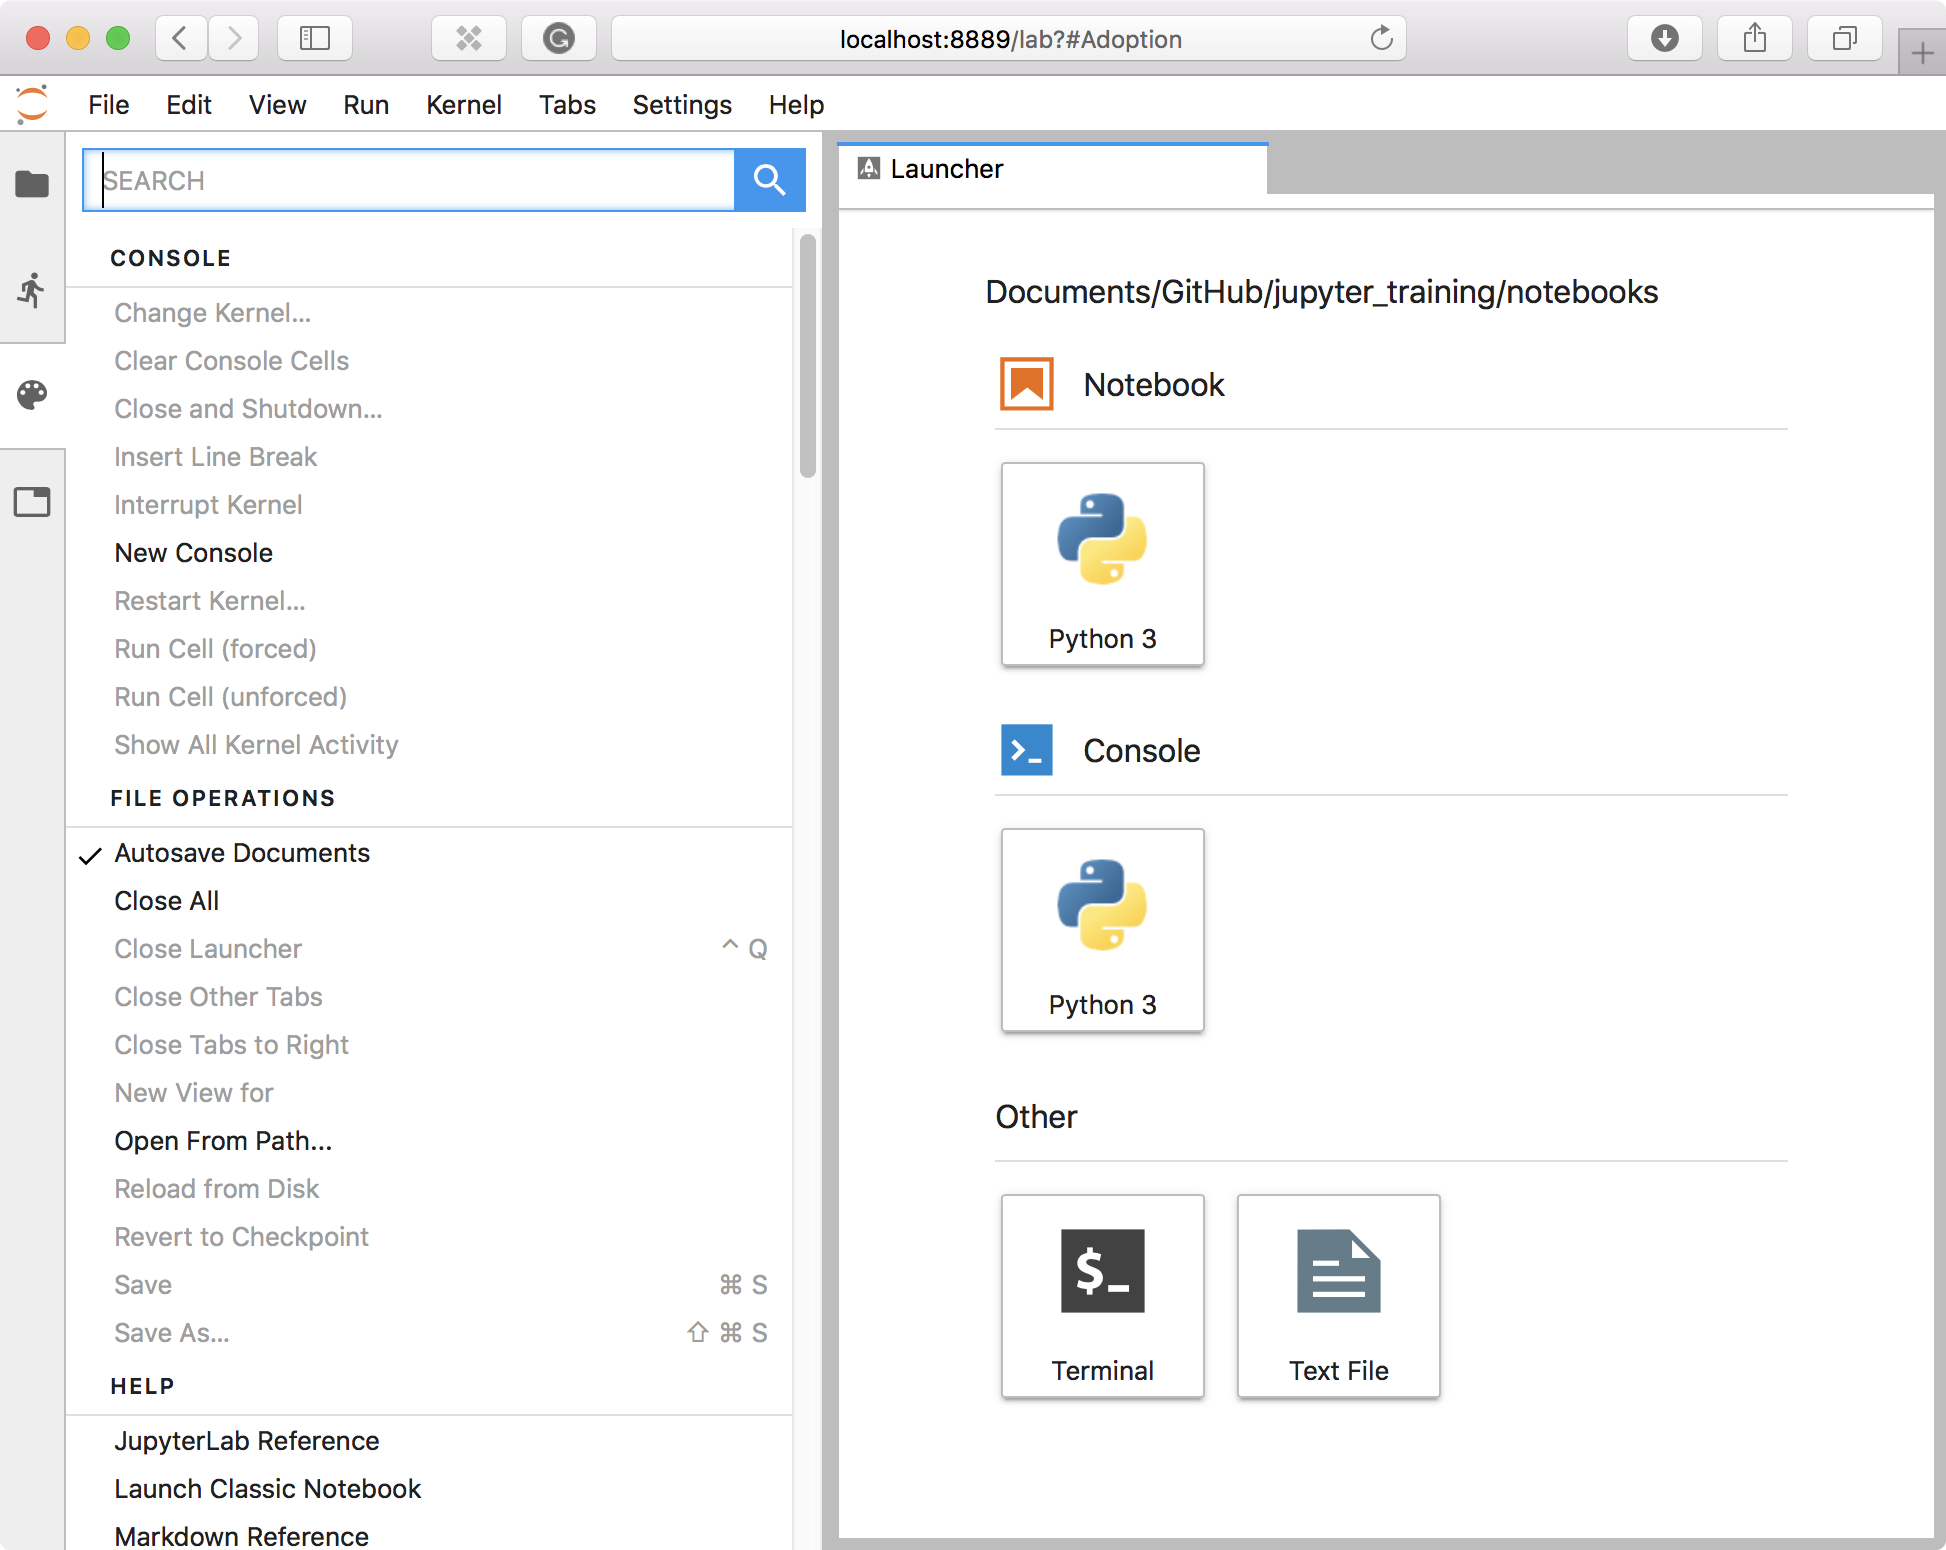 localhost:8889/lab?#Adoption
File Edit View Run Kernel Tabs Settings Help
SEARCH
CONSOLE
Change Kernel...
Clear Console Cells
Close and Shutdown...
Insert Line Break
Interrupt Kernel
New Console
Restart Kernel...
Run Cell (forced)
Run Cell (unforced)
Show All Kernel Activity
FILE OPERATIONS
Autosave Documents
Close All
Close Launcher ^ Q
Close Other Tabs
Close Tabs to Right
New View for
Open From Path...
Reload from Disk
Revert to Checkpoint
Save ⌘ S
Save As... ⇧ ⌘ S
HELP
JupyterLab Reference
Launch Classic Notebook
Markdown Reference
Launcher
Documents/GitHub/jupyter_training/notebooks
Notebook
Python 3
Console
Python 3
Other
$_
Terminal
Text File